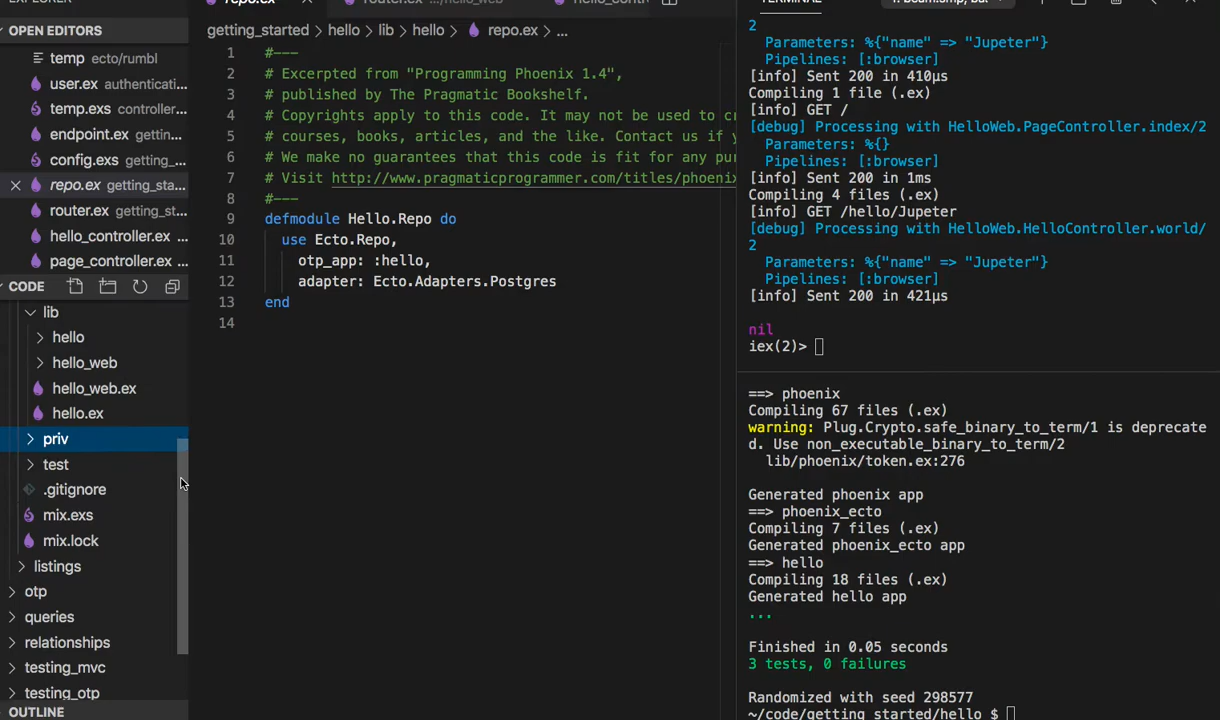 EXPLORER
OPEN EDITORS
temp ecto/rumbl
user.ex authenticati...
temp.exs controller...
endpoint.ex gettin...
config.exs getting_...
repo.ex getting_sta...
router.ex getting_st...
hello_controller.ex ...
page_controller.ex ...
CODE
lib
hello
hello_web
hello_web.ex
hello.ex
priv
test
.gitignore
mix.exs
mix.lock
listings
otp
queries
relationships
testing_mvc
testing_otp
OUTLINE
repo.ex
router.ex .../hello_web
hello_contr
getting_started > hello > lib > hello > repo.ex > ...
1 #---
2 # Excerpted from "Programming Phoenix 1.4",
3 # published by The Pragmatic Bookshelf.
4 # Copyrights apply to this code. It may not be used to cr
5 # courses, books, articles, and the like. Contact us if y
6 # We make no guarantees that this code is fit for any pur
7 # Visit http://www.pragmaticprogrammer.com/titles/phoenix
8 #---
9 defmodule Hello.Repo do
10 use Ecto.Repo,
11 otp_app: :hello,
12 adapter: Ecto.Adapters.Postgres
13 end
14
TERMINAL
1: beam.smp, bas
2
Parameters: %{"name" => "Jupeter"}
Pipelines: [:browser]
[info] Sent 200 in 410µs
Compiling 1 file (.ex)
[info] GET /
[debug] Processing with HelloWeb.PageController.index/2
Parameters: %{}
Pipelines: [:browser]
[info] Sent 200 in 1ms
Compiling 4 files (.ex)
[info] GET /hello/Jupeter
[debug] Processing with HelloWeb.HelloController.world/
2
Parameters: %{"name" => "Jupeter"}
Pipelines: [:browser]
[info] Sent 200 in 421µs
nil
iex(2)>
==> phoenix
Compiling 67 files (.ex)
warning: Plug.Crypto.safe_binary_to_term/1 is deprecate
d. Use non_executable_binary_to_term/2
lib/phoenix/token.ex:276
Generated phoenix app
==> phoenix_ecto
Compiling 7 files (.ex)
Generated phoenix_ecto app
==> hello
Compiling 18 files (.ex)
Generated hello app
...
Finished in 0.05 seconds
3 tests, 0 failures
Randomized with seed 298577
~/code/getting_started/hello $